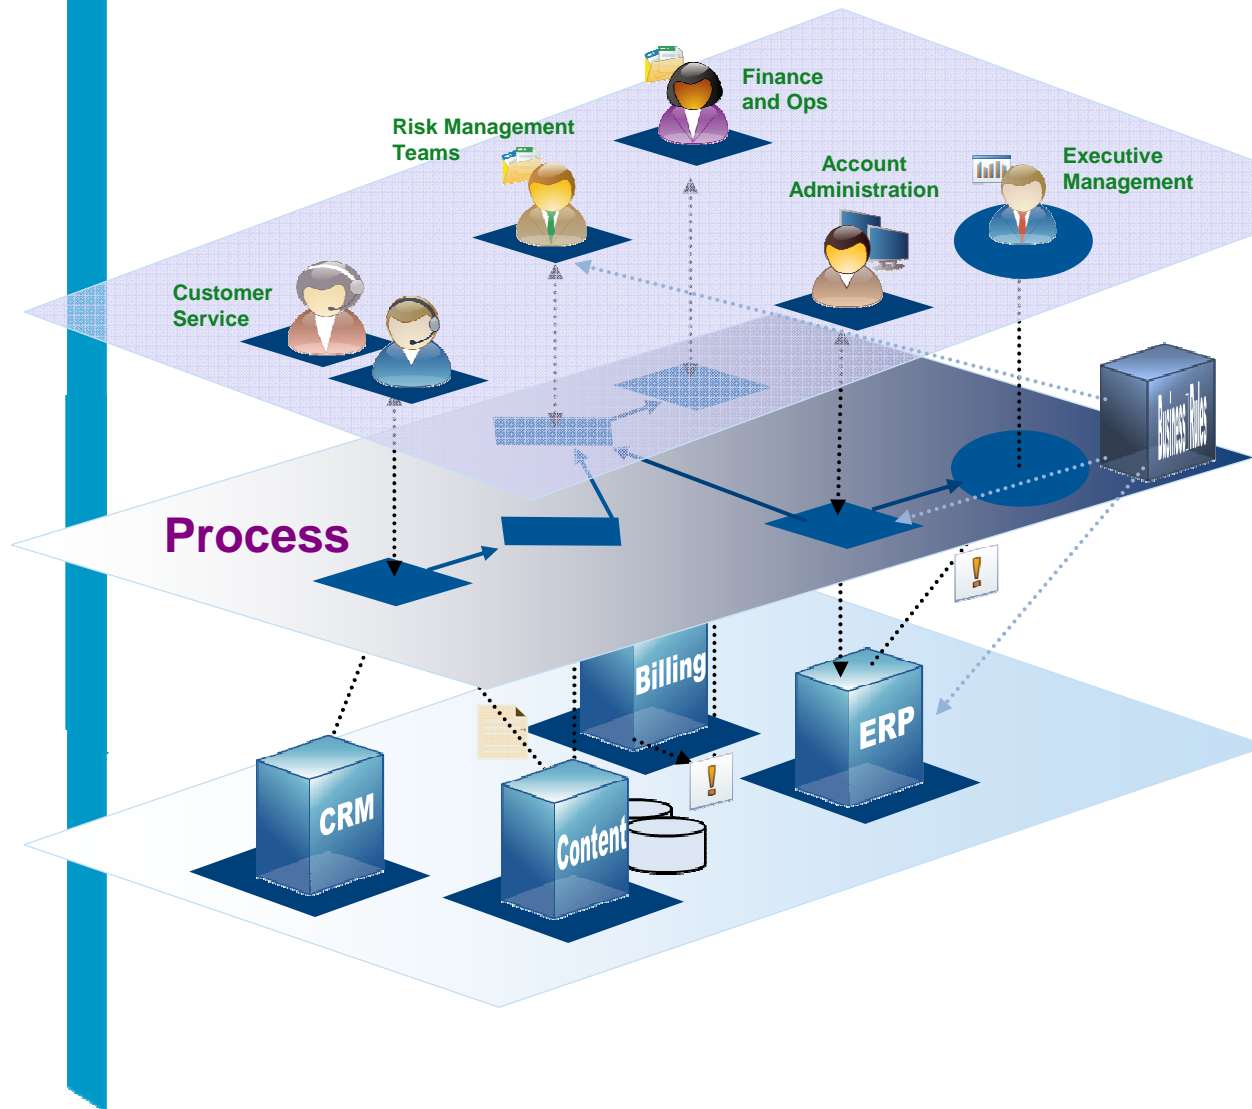 Finance
and Ops
Risk Management
Teams
Account
Administration
Executive
Management
Customer
Service
Business Rules
Process
Billing
ERP
CRM
Content